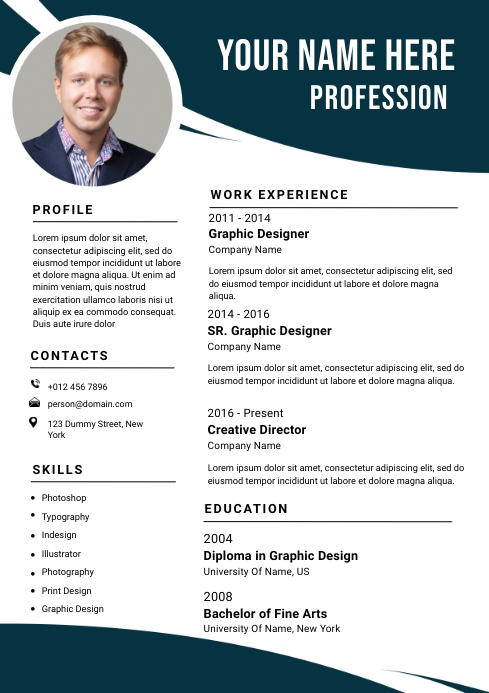 YOUR NAME HERE
PROFESSION
PROFILE
Lorem ipsum dolor sit amet,
consectetur adipiscing elit, sed do
eiusmod tempor incididunt ut labore
et dolore magna aliqua. Ut enim ad
minim veniam, quis nostrud
exercitation ullamco laboris nisi ut
aliquip ex ea commodo consequat.
Duis aute irure dolor
CONTACTS
+012 456 7896
person@domain.com
123 Dummy Street, New
York
SKILLS
Photoshop
Typography
Indesign
Illustrator
Photography
Print Design
Graphic Design
WORK EXPERIENCE
2011 - 2014
Graphic Designer
Company Name
Lorem ipsum dolor sit amet, consectetur adipiscing elit, sed
do eiusmod tempor incididunt ut labore et dolore magna
aliqua.
2014 - 2016
SR. Graphic Designer
Company Name
Lorem ipsum dolor sit amet, consectetur adipiscing elit, sed do
eiusmod tempor incididunt ut labore et dolore magna aliqua.
2016 - Present
Creative Director
Company Name
Lorem ipsum dolor sit amet, consectetur adipiscing elit, sed do
eiusmod tempor incididunt ut labore et dolore magna aliqua.
EDUCATION
2004
Diploma in Graphic Design
University Of Name, US
2008
Bachelor of Fine Arts
University Of Name, New York